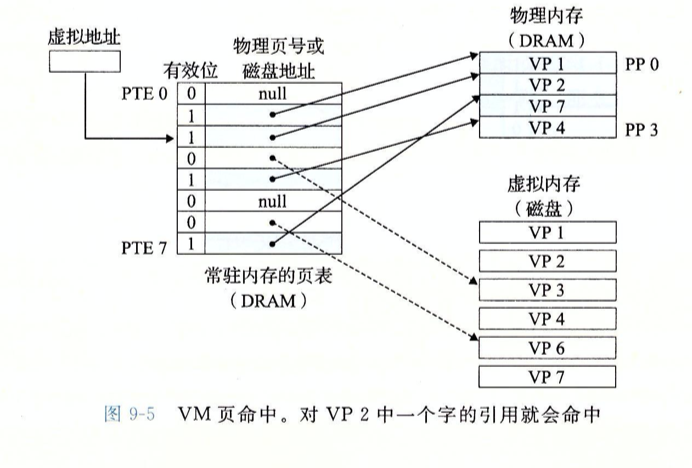 虚拟地址
物理页号或
有效位 磁盘地址
PTE 0 0 null
1
1
0
1
0 null
0
PTE 7 1
常驻内存的页表
（DRAM）
物理内存
（DRAM）
VP 1 PP 0
VP 2
VP 7
VP 4 PP 3
虚拟内存
（磁盘）
VP 1
VP 2
VP 3
VP 4
VP 6
VP 7
图 9-5 VM 页命中。对 VP 2 中一个字的引用就会命中